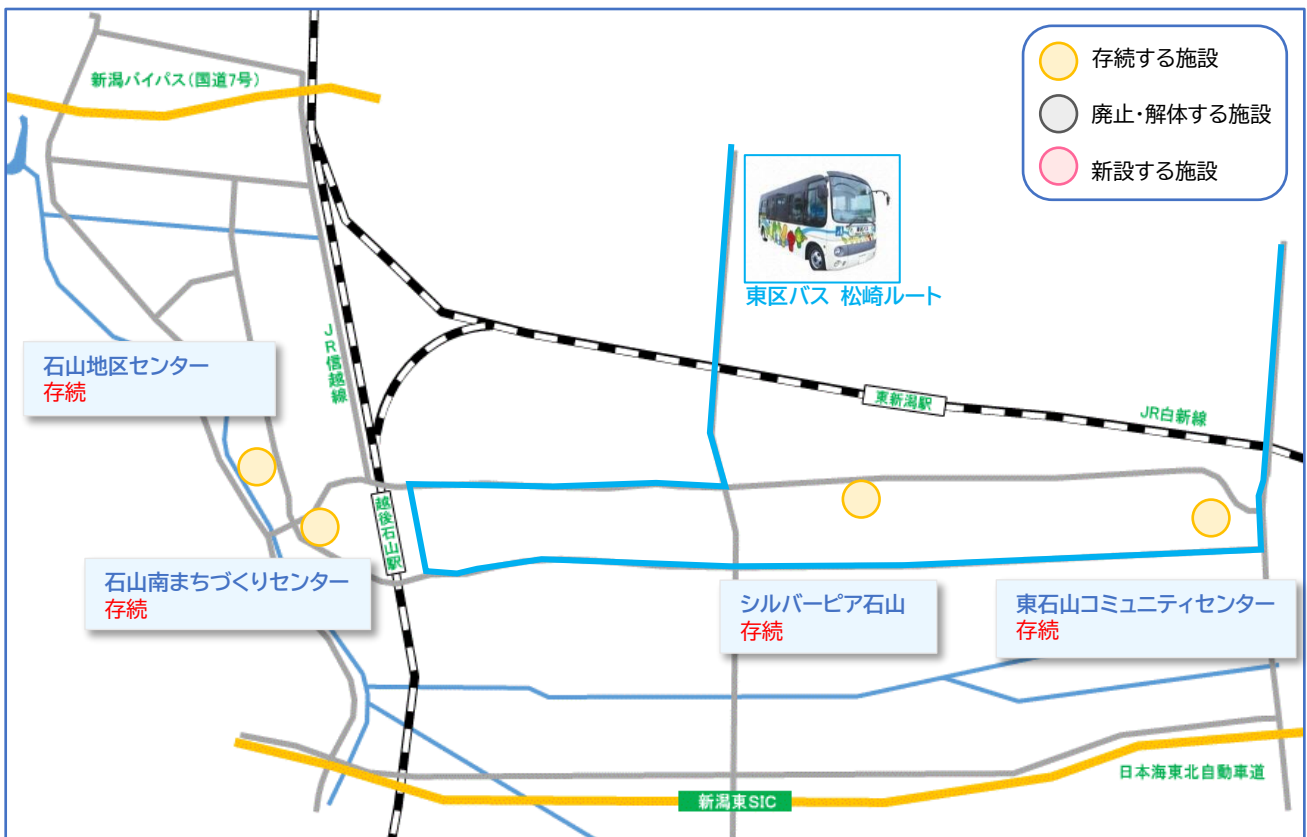 新潟バイパス(国道7号)
存続する施設
廃止・解体する施設
新設する施設
東区バス 松崎ルート
JR信越線
石山地区センター
存続
東新潟駅
JR白新線
越後石山駅
石山南まちづくりセンター
存続
シルバーピア石山
存続
東石山コミュニティセンター
存続
日本海東北自動車道
新潟東SIC